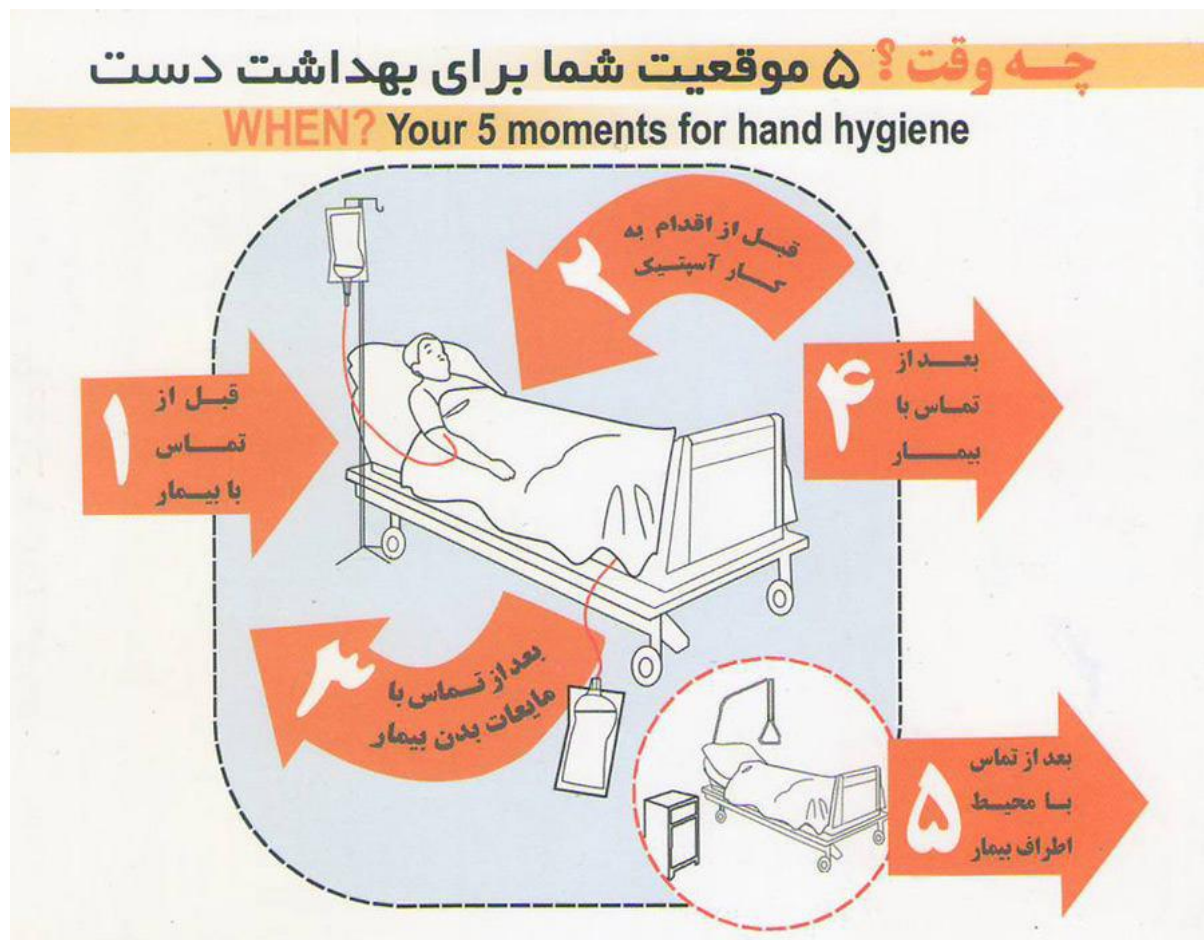 چه وقت؟ ۵ موقعیت شما برای بهداشت دست
WHEN? Your 5 moments for hand hygiene
۱
قبل از
تماس
با بیمار
۲
قبل از اقدام به
کار آسپتیک
۳
بعد از تماس با
مایعات بدن بیمار
۴
بعد از
تماس با
بیمار
۵
بعد از تماس
با محیط
اطراف بیمار